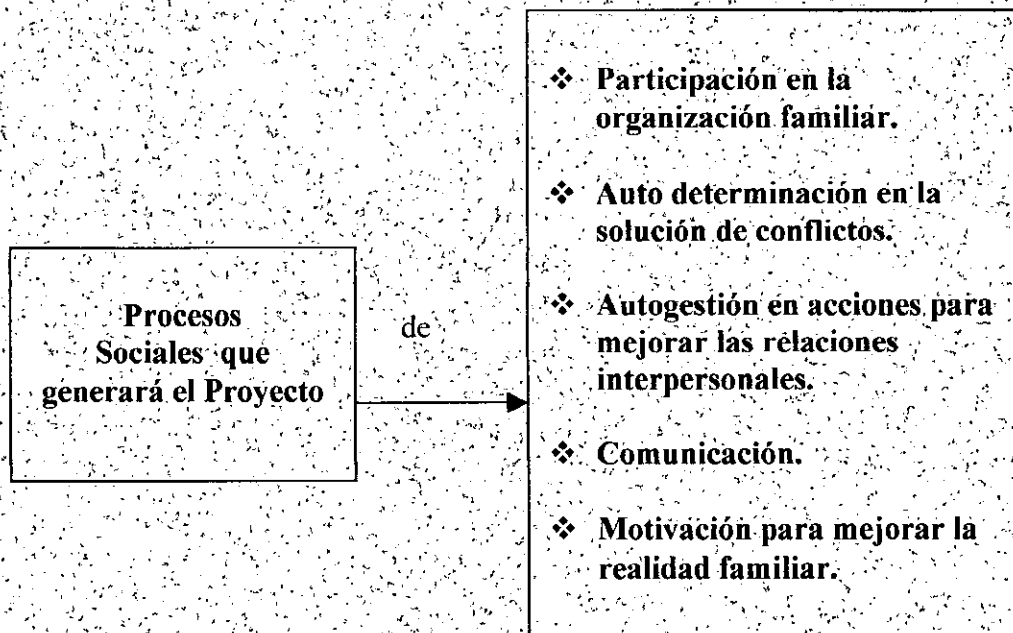 Procesos
Sociales que
generará el Proyecto
de
❖ Participación en la
organización familiar.
❖ Auto determinación en la
solución de conflictos.
❖ Autogestión en acciones para
mejorar las relaciones
interpersonales.
❖ Comunicación.
❖ Motivación para mejorar la
realidad familiar.